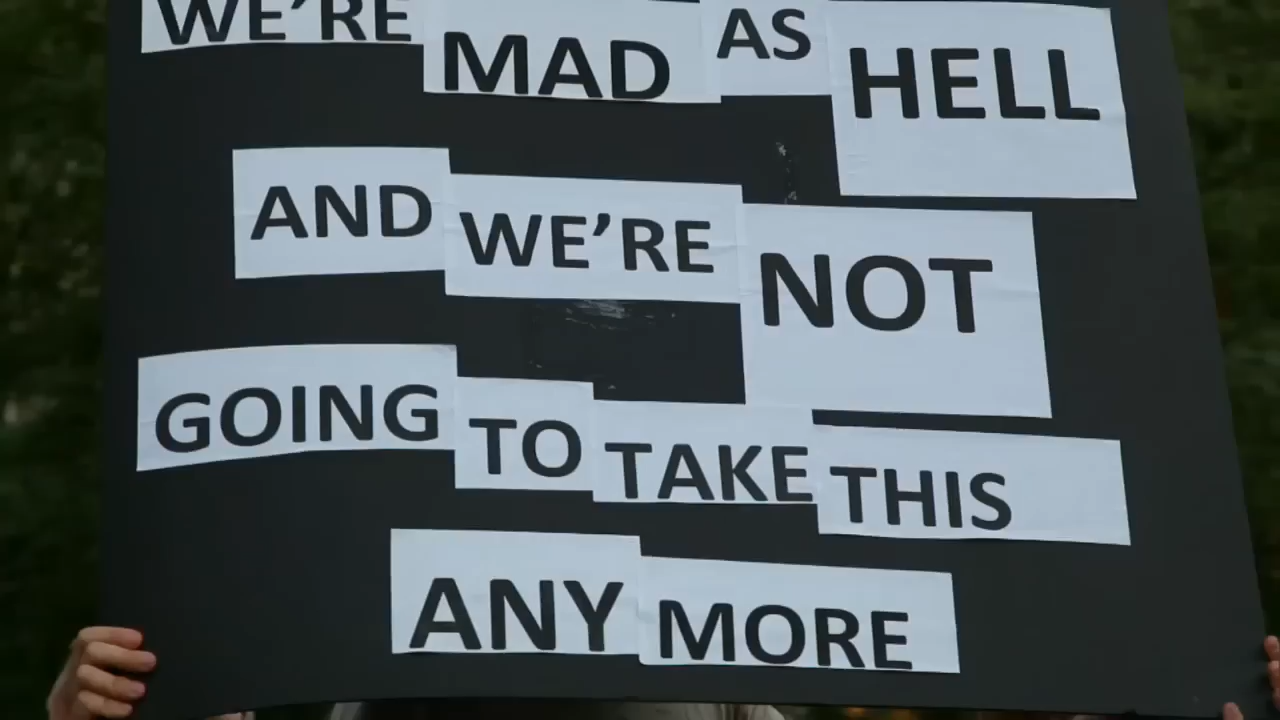 WE'RE MAD AS HELL
AND WE'RE NOT
GOING TO TAKE THIS
ANY MORE